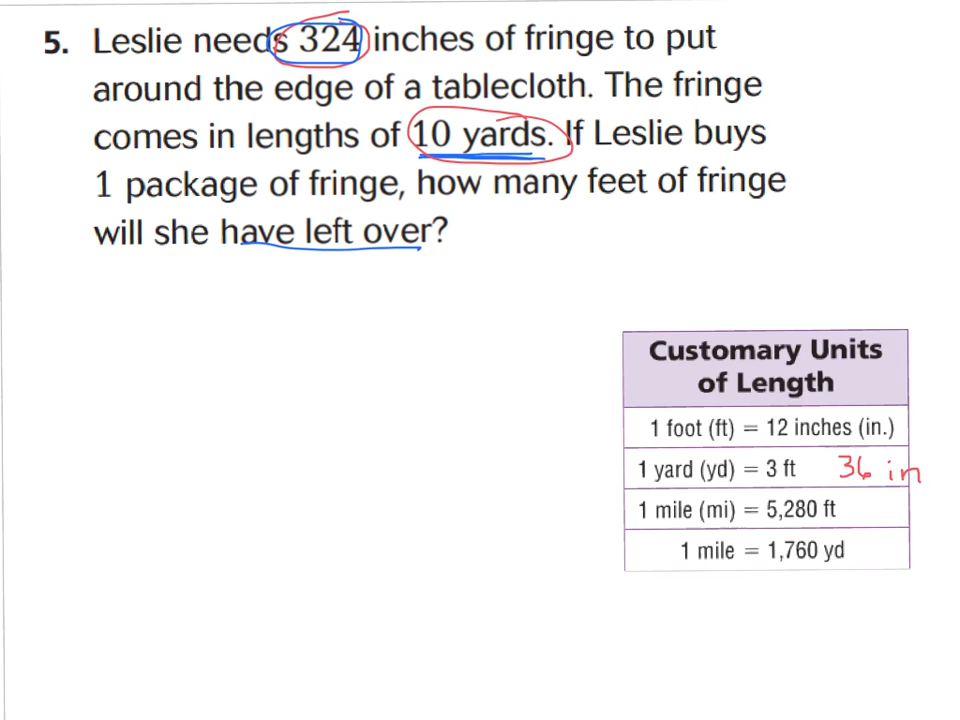 5. Leslie needs 324 inches of fringe to put
around the edge of a tablecloth. The fringe
comes in lengths of 10 yards. If Leslie buys
1 package of fringe, how many feet of fringe
will she have left over?
Customary Units
of Length
1 foot (ft) = 12 inches (in.)
1 yard (yd) = 3 ft 36 in
1 mile (mi) = 5,280 ft
1 mile = 1,760 yd